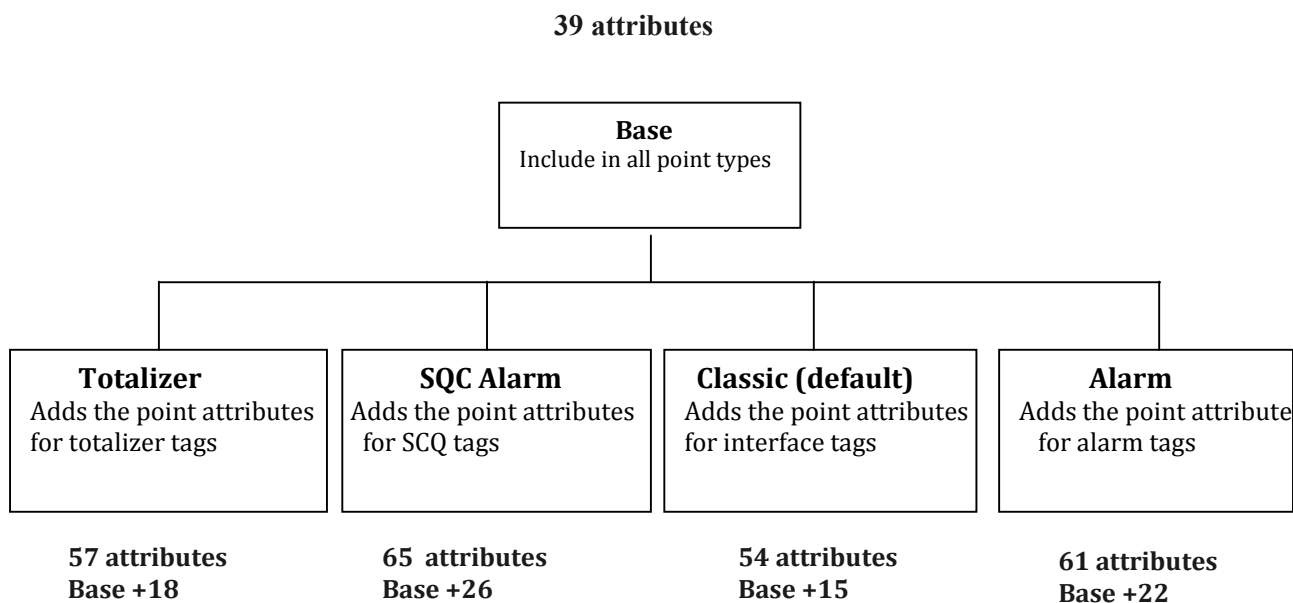 39 attributes
Base
Include in all point types
Totalizer
Adds the point attributes
for totalizer tags
SQC Alarm
Adds the point attributes
for SCQ tags
Classic (default)
Adds the point attributes
for interface tags
Alarm
Adds the point attribute
for alarm tags
57 attributes
Base +18
65 attributes
Base +26
54 attributes
Base +15
61 attributes
Base +22